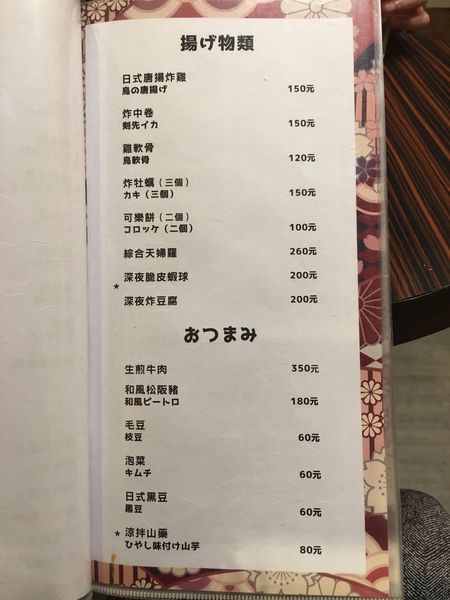 揚げ物類
日式唐揚炸雞
鳥の唐揚げ 150元
炸中卷
剣先イカ 150元
雞軟骨
鳥軟骨 120元
炸牡蠣（三個）
カキ（三個） 150元
可樂餅（二個）
コロッケ（二個） 100元
綜合天婦羅 260元
深夜脆皮蝦球 200元
★
深夜炸豆腐 200元
おつまみ
生煎牛肉 350元
和風松阪豬
和風ピートロ 180元
毛豆
枝豆 60元
泡菜
キムチ 60元
日式黑豆
黒豆 60元
★ 涼拌山藥
ひやし味付け山芋 80元